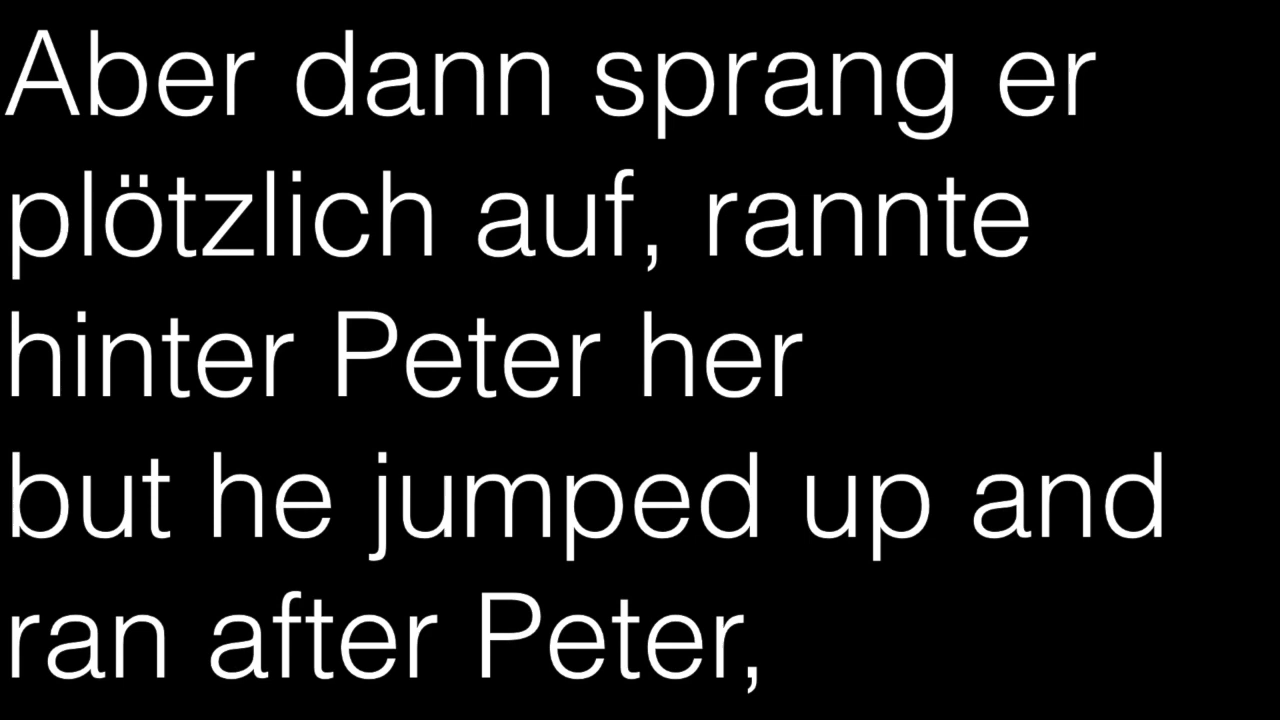 Aber dann sprang er
plötzlich auf, rannte
hinter Peter her
but he jumped up and
ran after Peter,